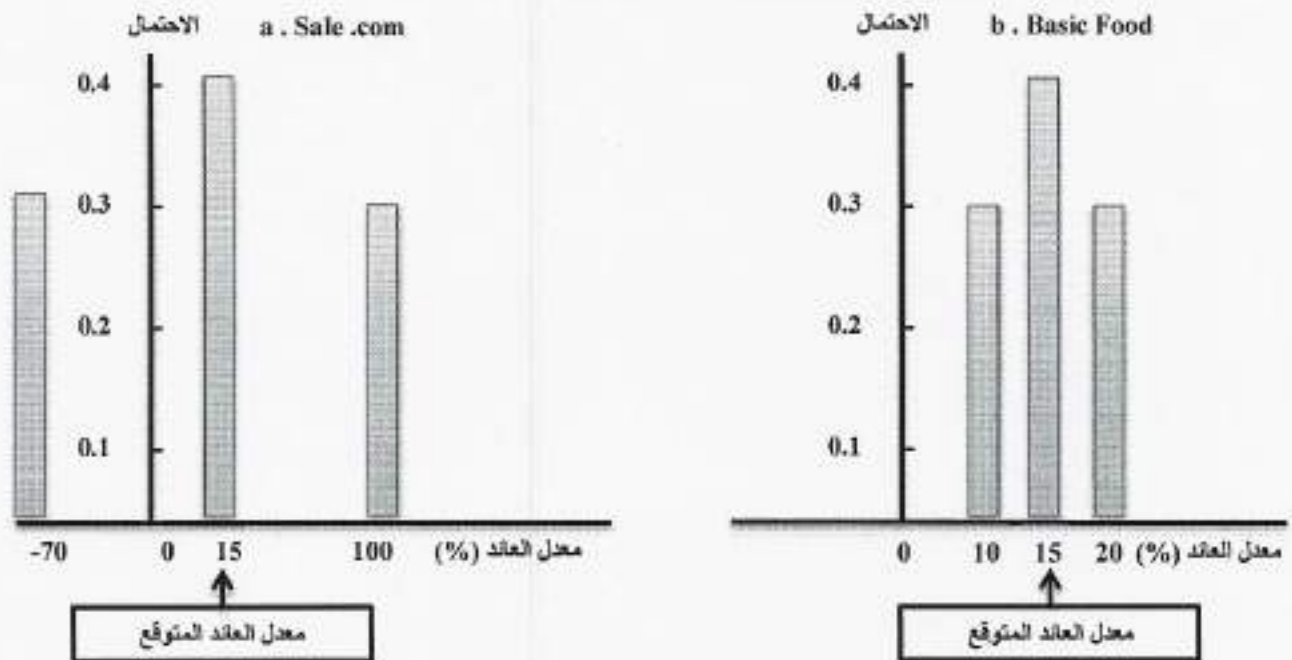 الاحتمال a . Sale .com
0.4
0.3
0.2
0.1
-70 0 15 100 معدل العائد (%)
معدل العائد المتوقع
الاحتمال b . Basic Food
0.4
0.3
0.2
0.1
0 10 15 20 معدل العائد (%)
معدل العائد المتوقع